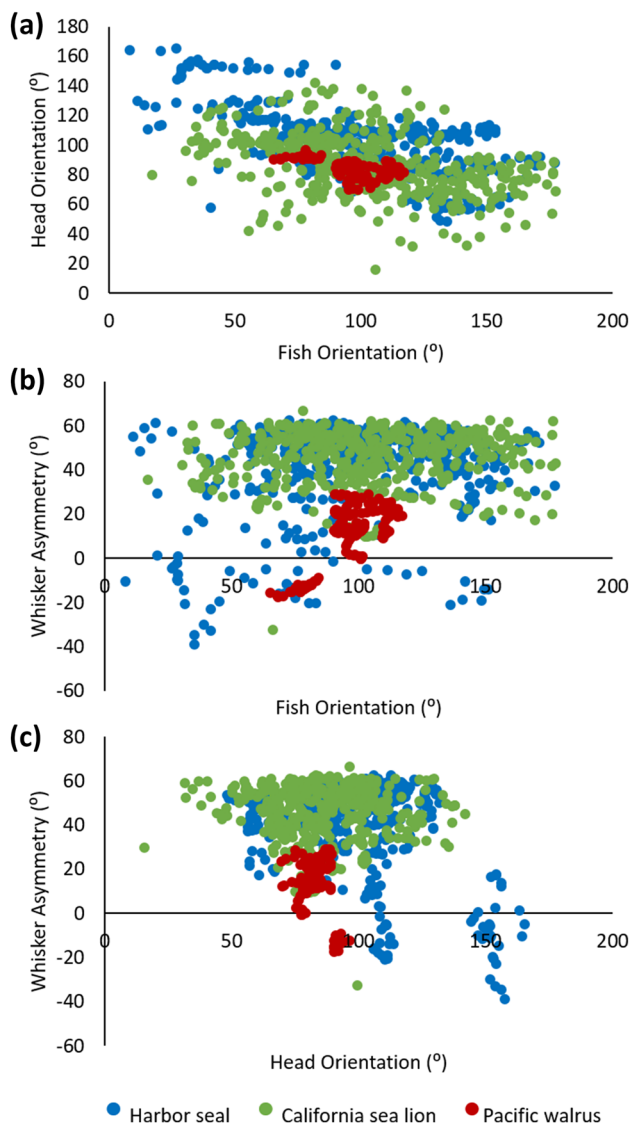 (a)
180
160
140
120
100
80
60
40
20
0
Head Orientation (º)
0 50 100 150 200
Fish Orientation (º)
(b)
80
60
40
20
0
-20
-40
-60
Whisker Asymmetry (º)
0 50 100 150 200
Fish Orientation (º)
(c)
80
60
40
20
0
-20
-40
-60
Whisker Asymmetry (º)
0 50 100 150 200
Head Orientation (º)
Harbor seal California sea lion Pacific walrus